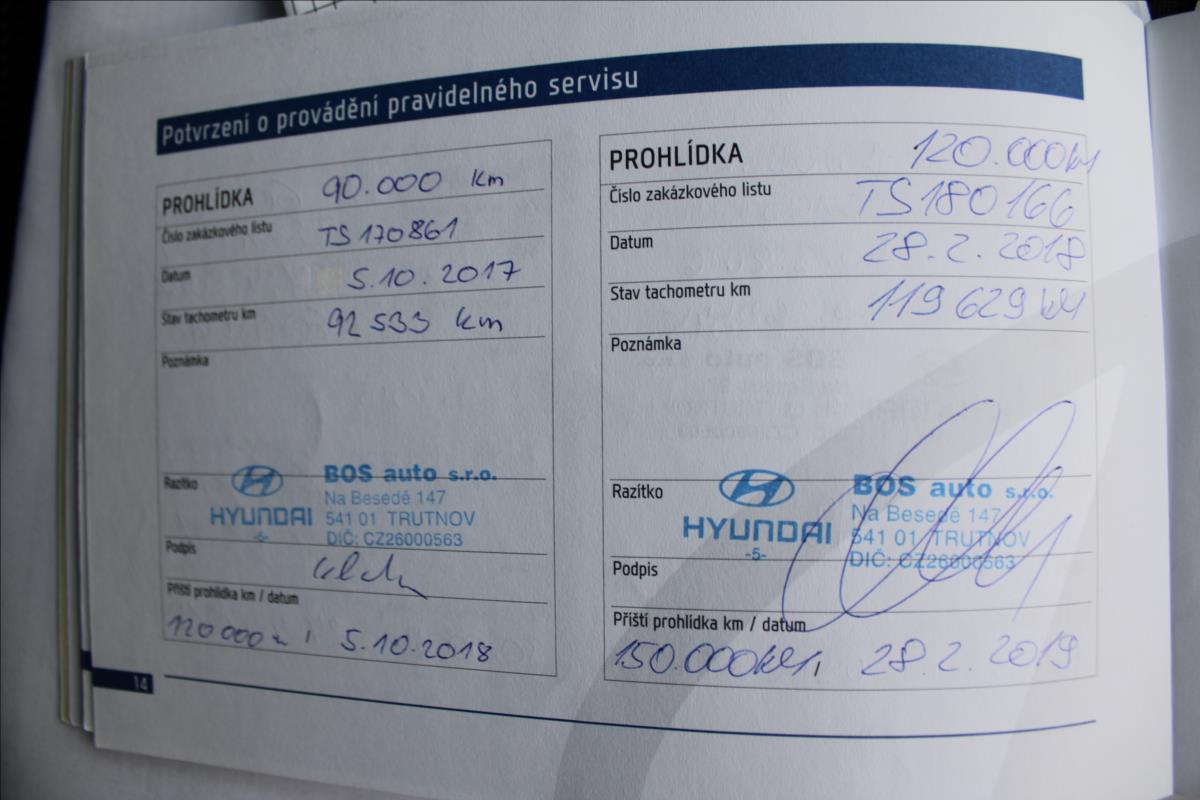 Potvrzení o provádění pravidelného servisu
PROHLÍDKA 90.000 km
Číslo zakázkového listu TS 170861
Datum 5.10.2017
Stav tachometru km 92 533 km
Poznámka
Razítko
HYUNDAI
-5-
BOS auto s.r.o.
Na Besedě 147
541 01 TRUTNOV
DIČ: CZ26000563
Podpis
Příští prohlídka km / datum
120 000 5.10.2018
PROHLÍDKA 120.000 km
Číslo zakázkového listu TS180166
Datum 28.2.2018
Stav tachometru km 119 629 km
Poznámka
Razítko
HYUNDAI
-5-
BOS auto s.r.o.
Na Besedě 147
541 01 TRUTNOV
DIČ: CZ26000563
Podpis
Příští prohlídka km / datum
150.000km, 28.2.2019
14